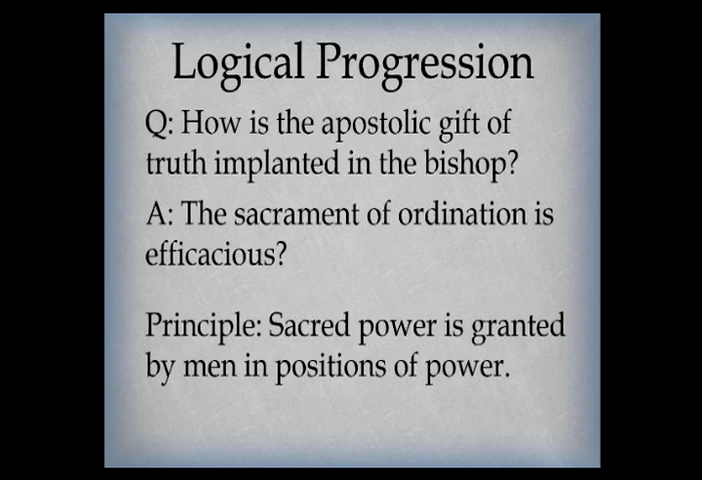 Logical Progression
Q: How is the apostolic gift of
truth implanted in the bishop?
A: The sacrament of ordination is
efficacious?
Principle: Sacred power is granted
by men in positions of power.